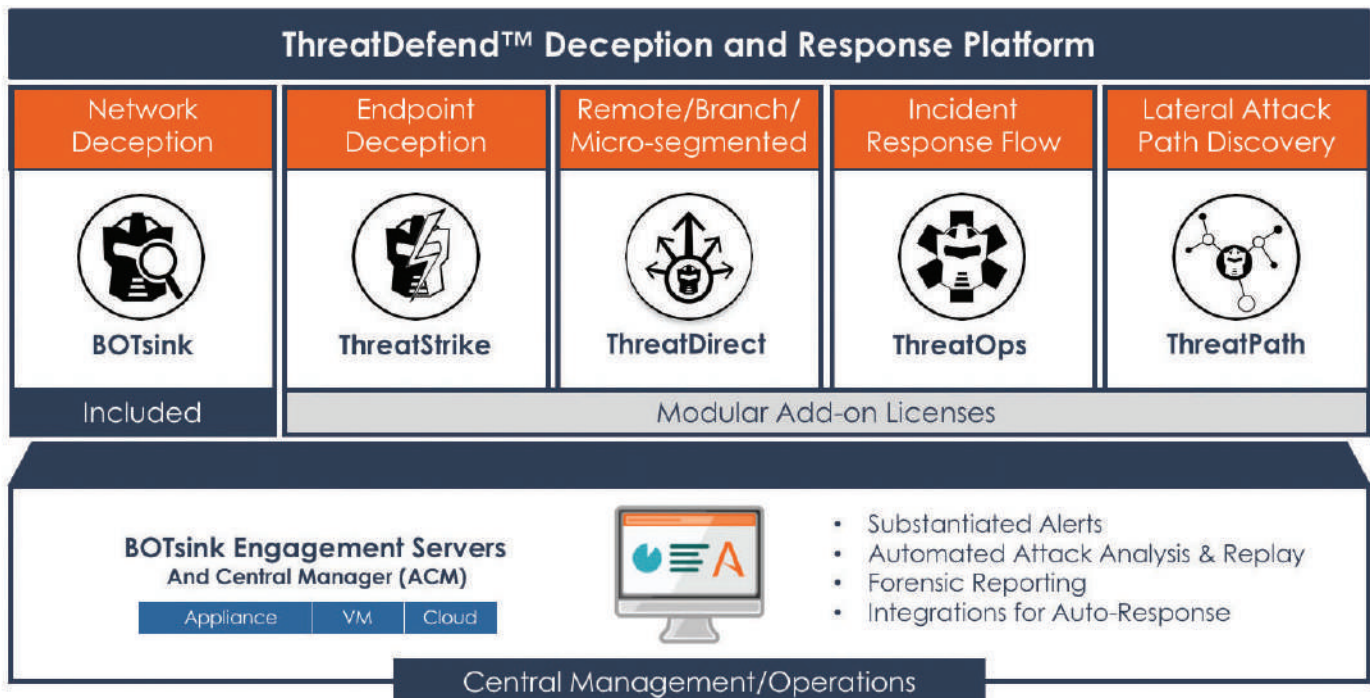 ThreatDefend™ Deception and Response Platform
Network
Deception
Endpoint
Deception
Remote/Branch/
Micro-segmented
Incident
Response Flow
Lateral Attack
Path Discovery
BOTsink
ThreatStrike
ThreatDirect
ThreatOps
ThreatPath
Included
Modular Add-on Licenses
BOTsink Engagement Servers
And Central Manager (ACM)
Appliance
VM
Cloud
A
• Substantiated Alerts
• Automated Attack Analysis & Replay
• Forensic Reporting
• Integrations for Auto-Response
Central Management/Operations